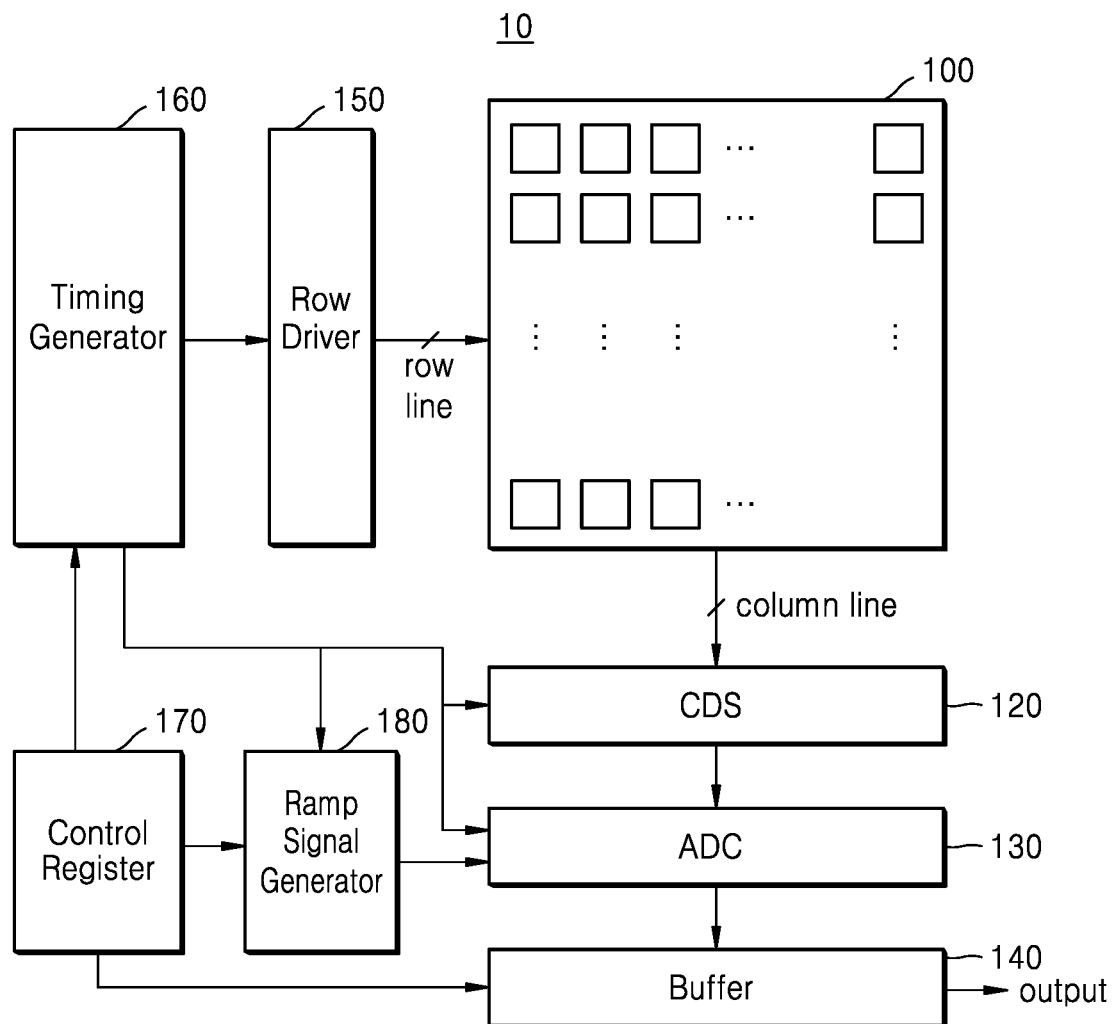 10
160
150
100
Timing
Generator
Row
Driver
row
line
column line
CDS
120
170
180
Control
Register
Ramp
Signal
Generator
ADC
130
Buffer
140
output